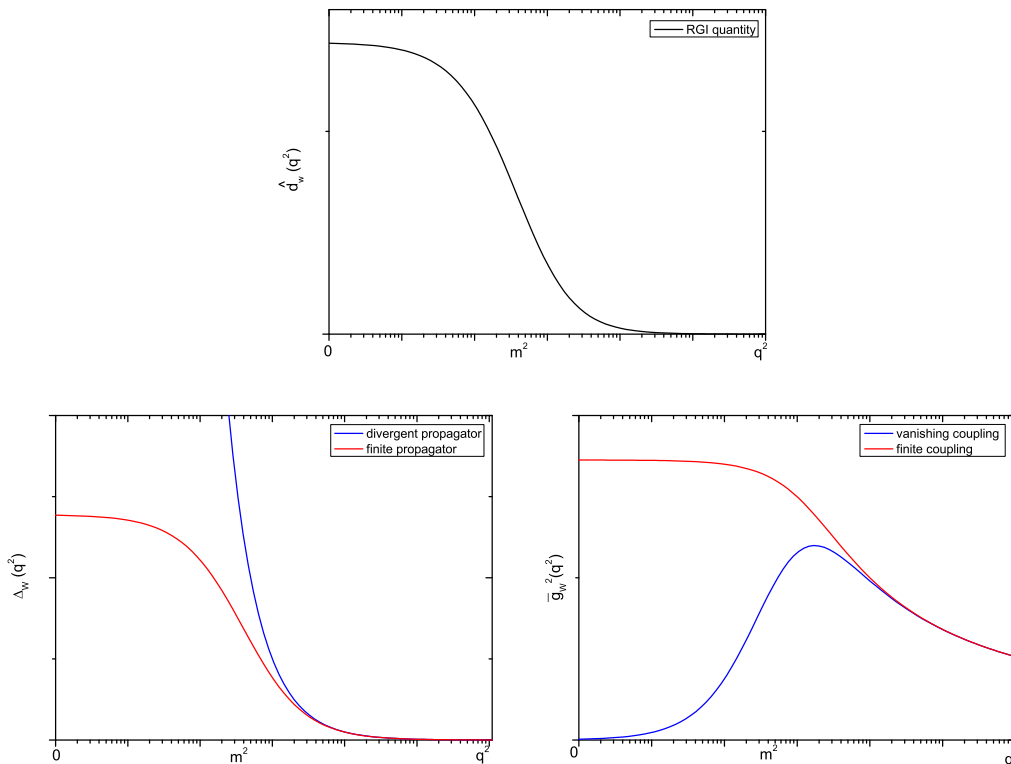 RGI quantity
d̂w (q²)
0
m²
q²
divergent propagator
finite propagator
Δw (q²)
0
m²
q²
vanishing coupling
finite coupling
g̅w²(q²)
0
m²
q